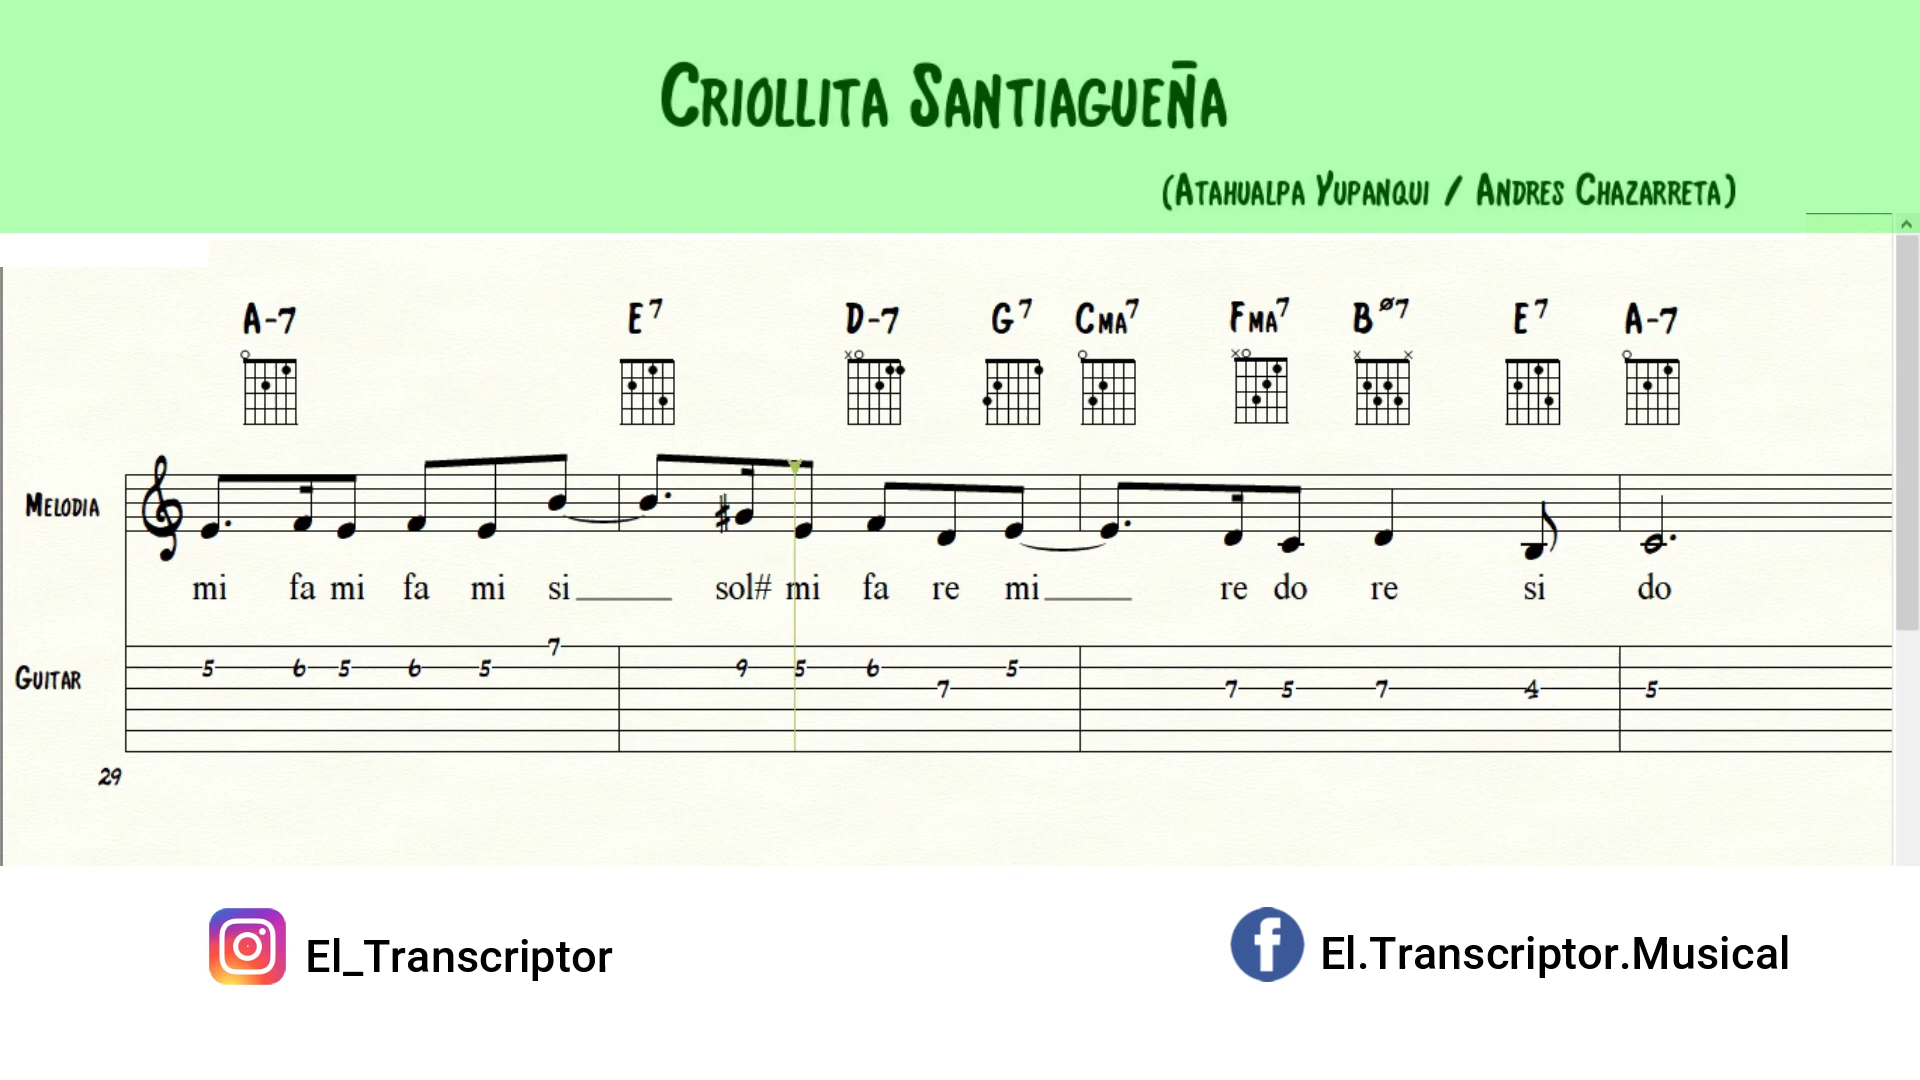 CRIOLLITA SANTIAGUEÑA
(ATAHUALPA YUPANQUI / ANDRES CHAZARRETA)
A-7 E7 D-7 G7 CMA7 FMA7 BØ7 E7 A-7
MELODIA
mi fa mi fa mi si sol# mi fa re mi re do re si do
GUITAR
7
5 6 5 6 5 9 5 6 5
7 7 5 7 4 5
29
El_Transcriptor
El.Transcriptor.Musical